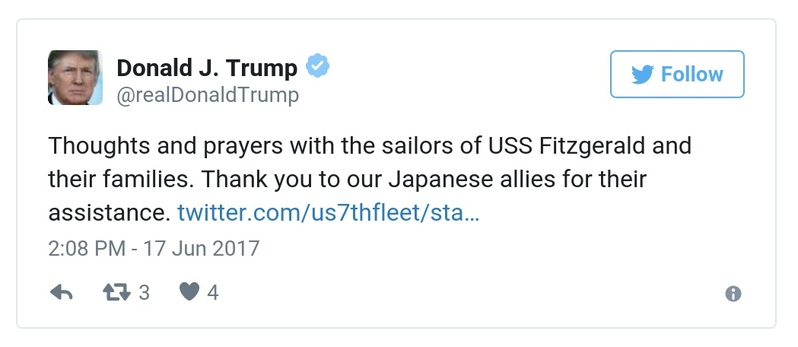 Donald J. Trump
@realDonaldTrump
Follow
Thoughts and prayers with the sailors of USS Fitzgerald and
their families. Thank you to our Japanese allies for their
assistance. twitter.com/us7thfleet/sta…
2:08 PM - 17 Jun 2017
3 4